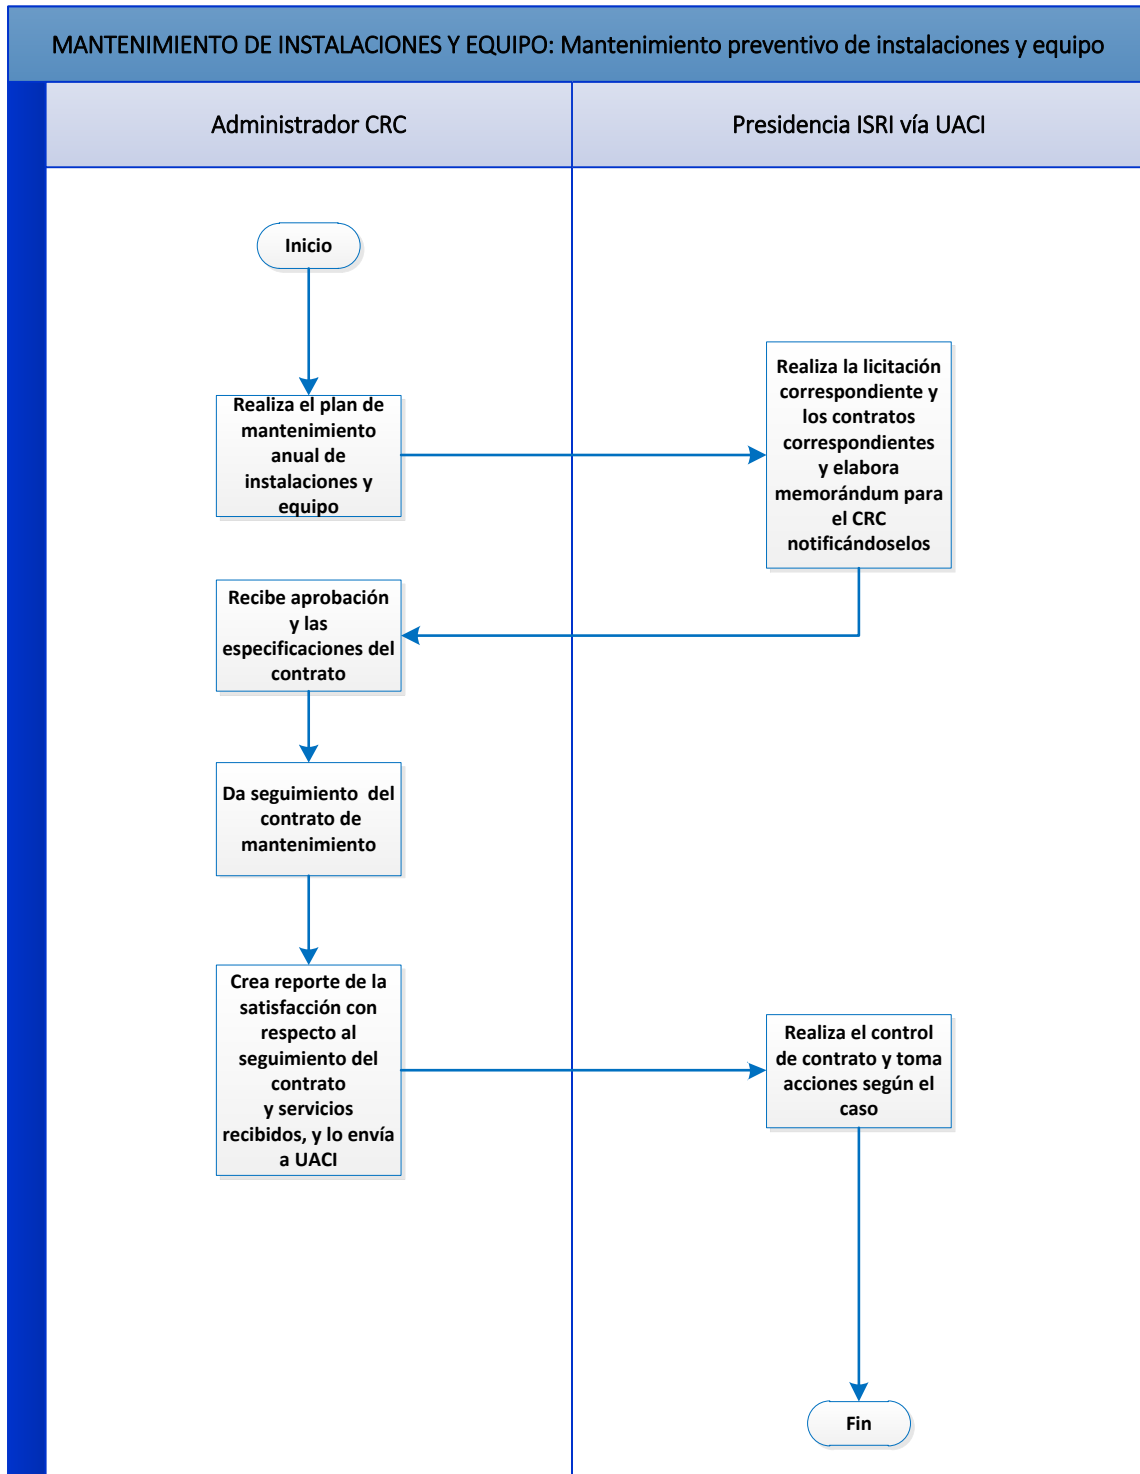 MANTENIMIENTO DE INSTALACIONES Y EQUIPO: Mantenimiento preventivo de instalaciones y equipo
Administrador CRC
Presidencia ISRI vía UACI
Inicio
Realiza el plan de
mantenimiento
anual de
instalaciones y
equipo
Realiza la licitación
correspondiente y
los contratos
correspondientes
y elabora
memorándum para
el CRC
notificándoselos
Recibe aprobación
y las
especificaciones del
contrato
Da seguimiento  del
contrato de
mantenimiento
Crea reporte de la
satisfacción con
respecto al
seguimiento del
contrato
y servicios
recibidos, y lo envía
a UACI
Realiza el control
de contrato y toma
acciones según el
caso
Fin